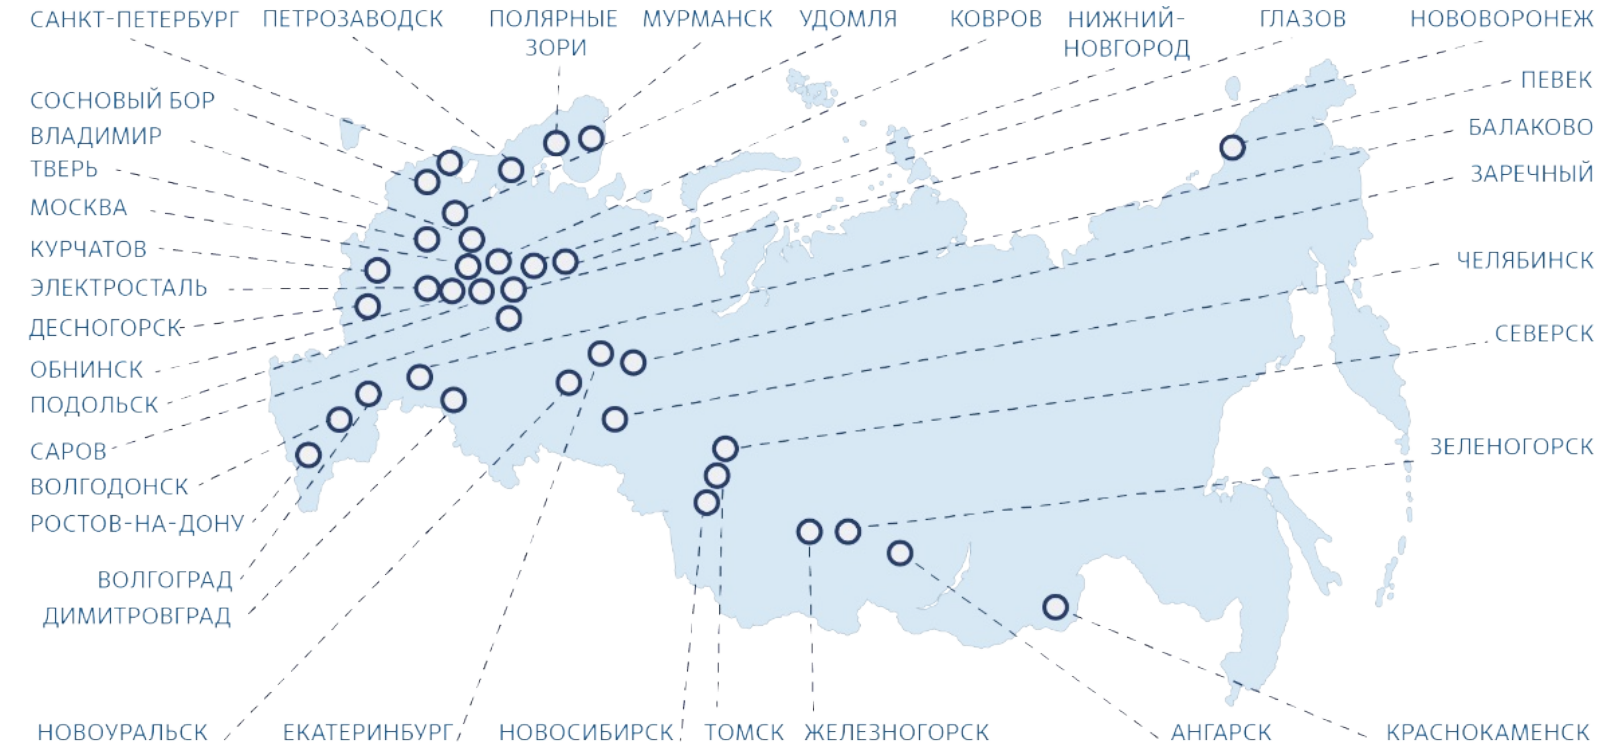 САНКТ-ПЕТЕРБУРГ
ПЕТРОЗАВОДСК
ПОЛЯРНЫЕ
ЗОРИ
МУРМАНСК
УДОМЛЯ
КОВРОВ
НИЖНИЙ-
НОВГОРОД
ГЛАЗОВ
НОВОВОРОНЕЖ
ПЕВЕК
БАЛАКОВО
ЗАРЕЧНЫЙ
ЧЕЛЯБИНСК
СЕВЕРСК
ЗЕЛЕНОГОРСК
СОСНОВЫЙ БОР
ВЛАДИМИР
ТВЕРЬ
МОСКВА
КУРЧАТОВ
ЭЛЕКТРОСТАЛЬ
ДЕСНОГОРСК
ОБНИНСК
ПОДОЛЬСК
САРОВ
ВОЛГОДОНСК
РОСТОВ-НА-ДОНУ
ВОЛГОГРАД
ДИМИТРОВГРАД
НОВОУРАЛЬСК
ЕКАТЕРИНБУРГ
НОВОСИБИРСК
ТОМСК
ЖЕЛЕЗНОГОРСК
АНГАРСК
КРАСНОКАМЕНСК